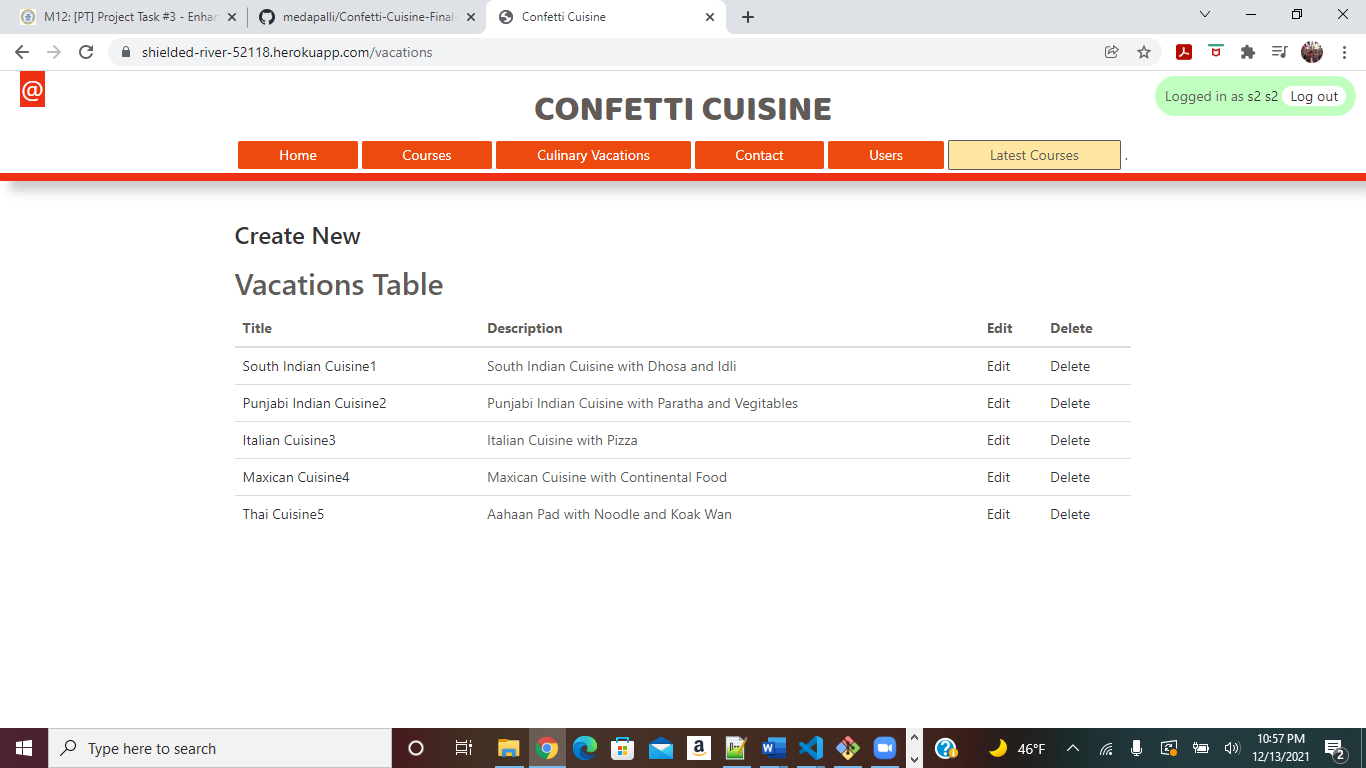 M12: [PT] Project Task #3 - Enhan
medapalli/Confetti-Cuisine-Final-
Confetti Cuisine
shielded-river-52118.herokuapp.com/vacations
@
CONFETTI CUISINE
Logged in as s2 s2 Log out
Home Courses Culinary Vacations Contact Users Latest Courses .
Create New
Vacations Table
Title Description Edit Delete
South Indian Cuisine1 South Indian Cuisine with Dhosa and Idli Edit Delete
Punjabi Indian Cuisine2 Punjabi Indian Cuisine with Paratha and Vegitables Edit Delete
Italian Cuisine3 Italian Cuisine with Pizza Edit Delete
Maxican Cuisine4 Maxican Cuisine with Continental Food Edit Delete
Thai Cuisine5 Aahaan Pad with Noodle and Koak Wan Edit Delete
Type here to search
46°F
10:57 PM
12/13/2021
2